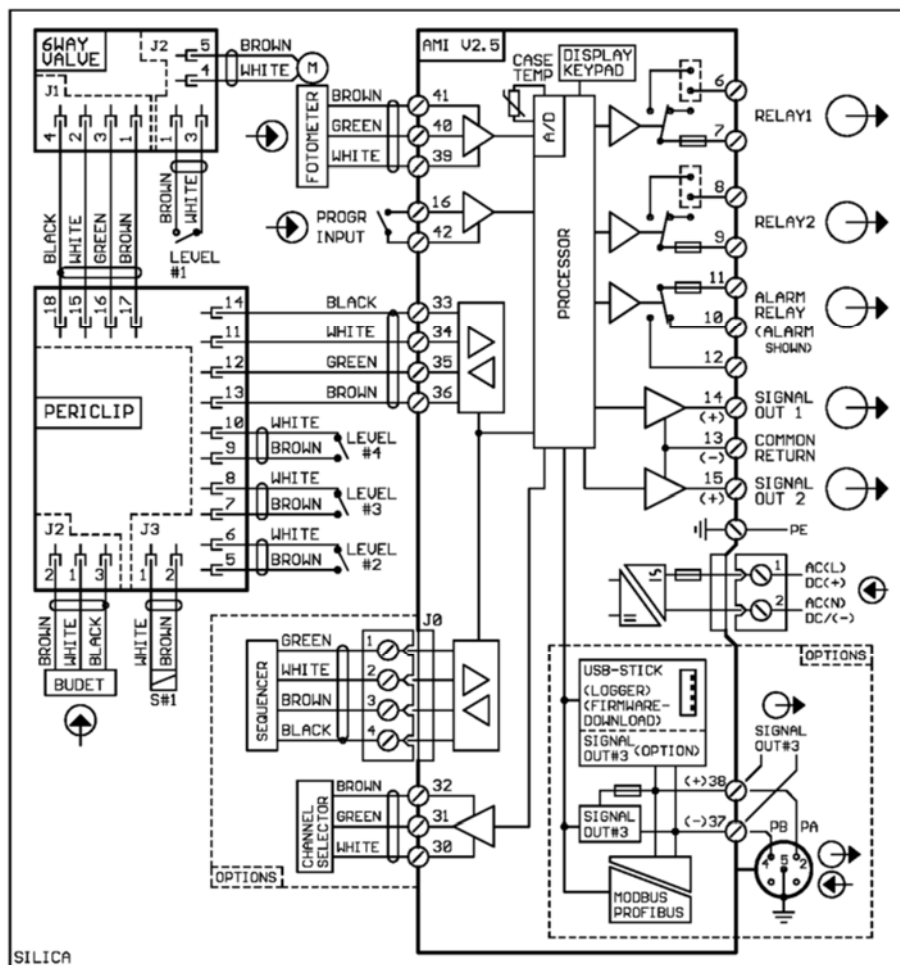 6WAY
VALVE
J2
5
4
BROWN
WHITE
M
J1
4
2
3
1
1
3
BLACK
WHITE
GREEN
BROWN
BROWN
WHITE
LEVEL
#1
FOTOMETER
BROWN
GREEN
WHITE
41
40
39
PROGR
INPUT
16
42
AMI V2.5
CASE
TEMP
DISPLAY
KEYPAD
A/D
PROCESSOR
6
7
RELAY1
8
9
RELAY2
11
10
12
ALARM
RELAY
(ALARM
SHOWN)
14
(+)
SIGNAL
OUT 1
13
(-)
COMMON
RETURN
15
(+)
SIGNAL
OUT 2
PE
1
AC(L)
DC(+)
2
AC(N)
DC/(-)
18
15
16
17
PERICLIP
14
11
12
13
BLACK
WHITE
GREEN
BROWN
33
34
35
36
10
9
WHITE
BROWN
LEVEL
#4
8
7
WHITE
BROWN
LEVEL
#3
6
5
WHITE
BROWN
LEVEL
#2
J2
2
1
3
J3
1
2
BROWN
WHITE
BLACK
WHITE
BROWN
BUDET
S#1
J0
SEQUENCER
GREEN
WHITE
BROWN
BLACK
1
2
3
4
CHANNEL
SELECTOR
BROWN
GREEN
WHITE
32
31
30
OPTIONS
OPTIONS
USB-STICK
(LOGGER)
(FIRMWARE-
DOWNLOAD)
SIGNAL
OUT#3 (OPTION)
SIGNAL
OUT#3
(+)38
(-)37
SIGNAL
OUT#3
PB
PA
4
5
2
MODBUS
PROFIBUS
SILICA